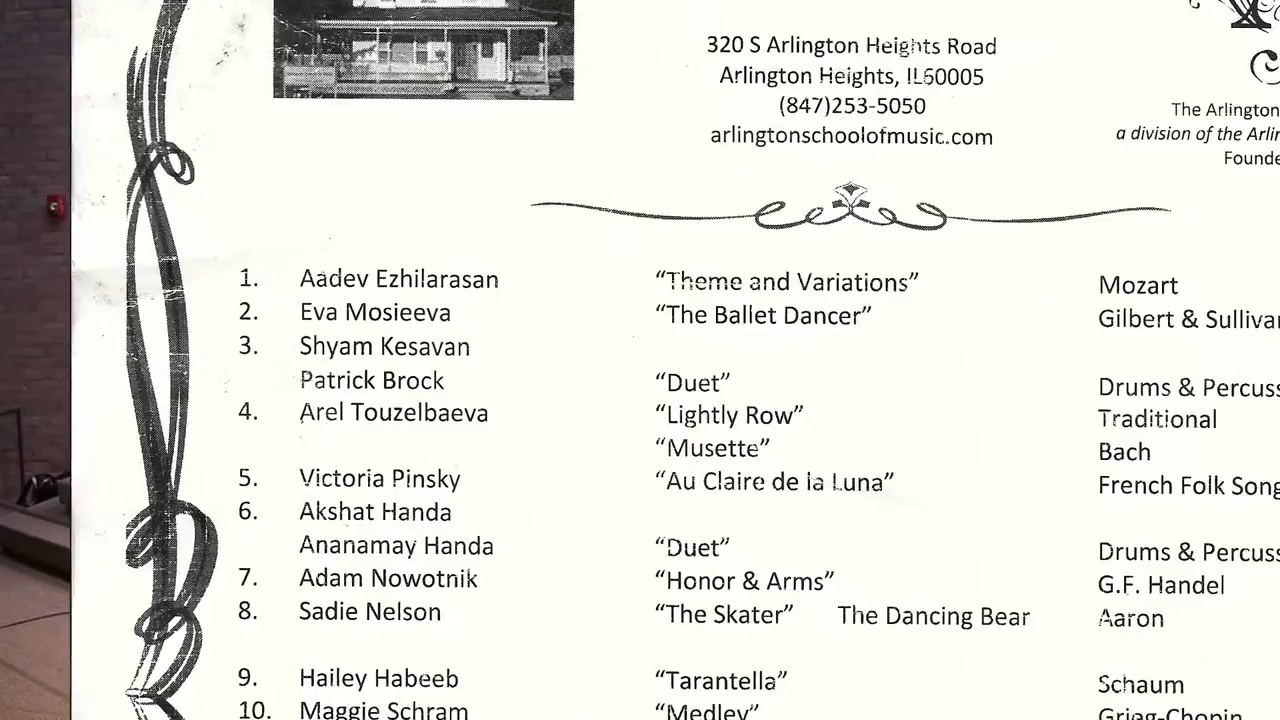 320 S Arlington Heights Road
Arlington Heights, IL60005
(847)253-5050
arlingtonschoolofmusic.com
The Arlington
a division of the
Founde
1. Aadev Ezhilarasan “Theme and Variations” Mozart
2. Eva Mosieeva “The Ballet Dancer” Gilbert & Sullivan
3. Shyam Kesavan
Patrick Brock “Duet” Drums & Percuss
4. Arel Touzelbaeva “Lightly Row” Traditional
“Musette” Bach
5. Victoria Pinsky “Au Claire de la Luna” French Folk Song
6. Akshat Handa
Ananamay Handa “Duet” Drums & Percuss
7. Adam Nowotnik “Honor & Arms” G.F. Handel
8. Sadie Nelson “The Skater” The Dancing Bear Aaron
9. Hailey Habeeb “Tarantella” Schaum
10. Maggie Schram “Medley” Grieg-Chopin